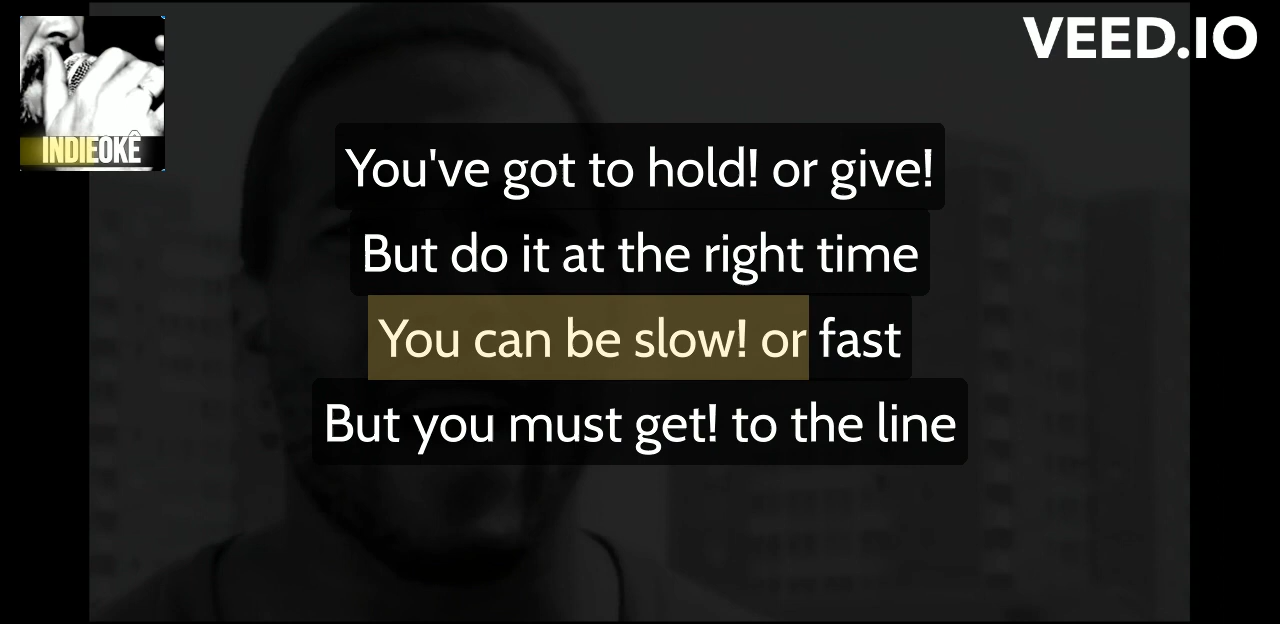 VEED.IO
INDIEOKÊ
You've got to hold! or give!
But do it at the right time
You can be slow! or fast
But you must get! to the line